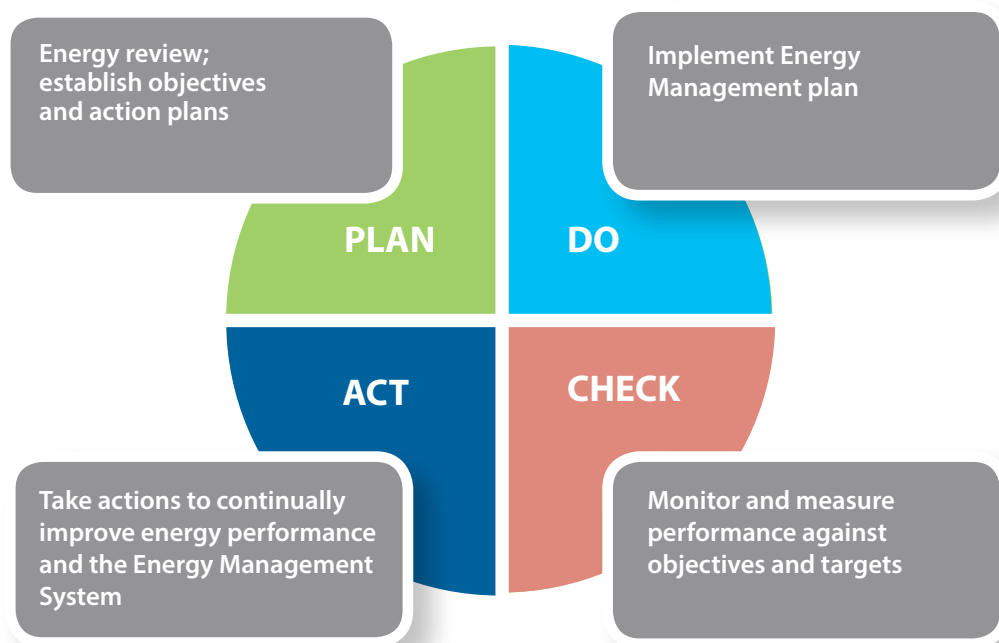 Energy review;
establish objectives
and action plans
Implement Energy
Management plan
PLAN
DO
ACT
CHECK
Take actions to continually
improve energy performance
and the Energy Management
System
Monitor and measure
performance against
objectives and targets